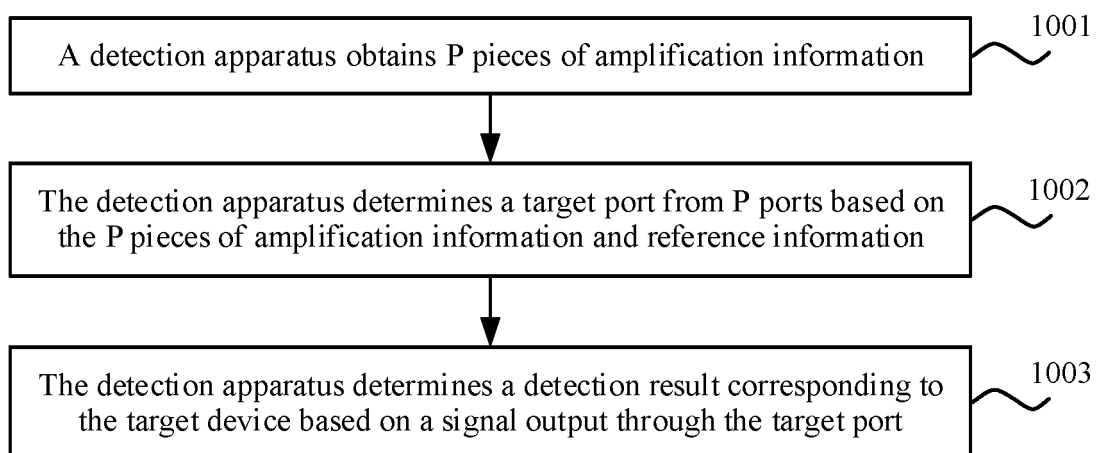 A detection apparatus obtains P pieces of amplification information
1001
The detection apparatus determines a target port from P ports based on
the P pieces of amplification information and reference information
1002
The detection apparatus determines a detection result corresponding to
the target device based on a signal output through the target port
1003